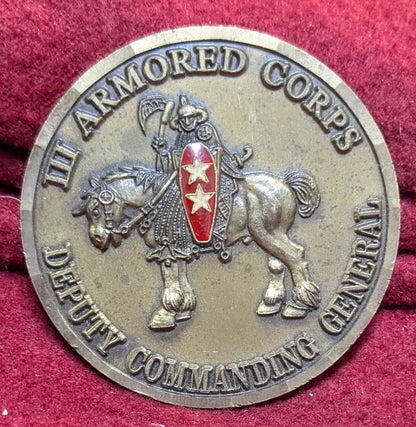 III ARMORED CORPS
DEPUTY COMMANDING GENERAL